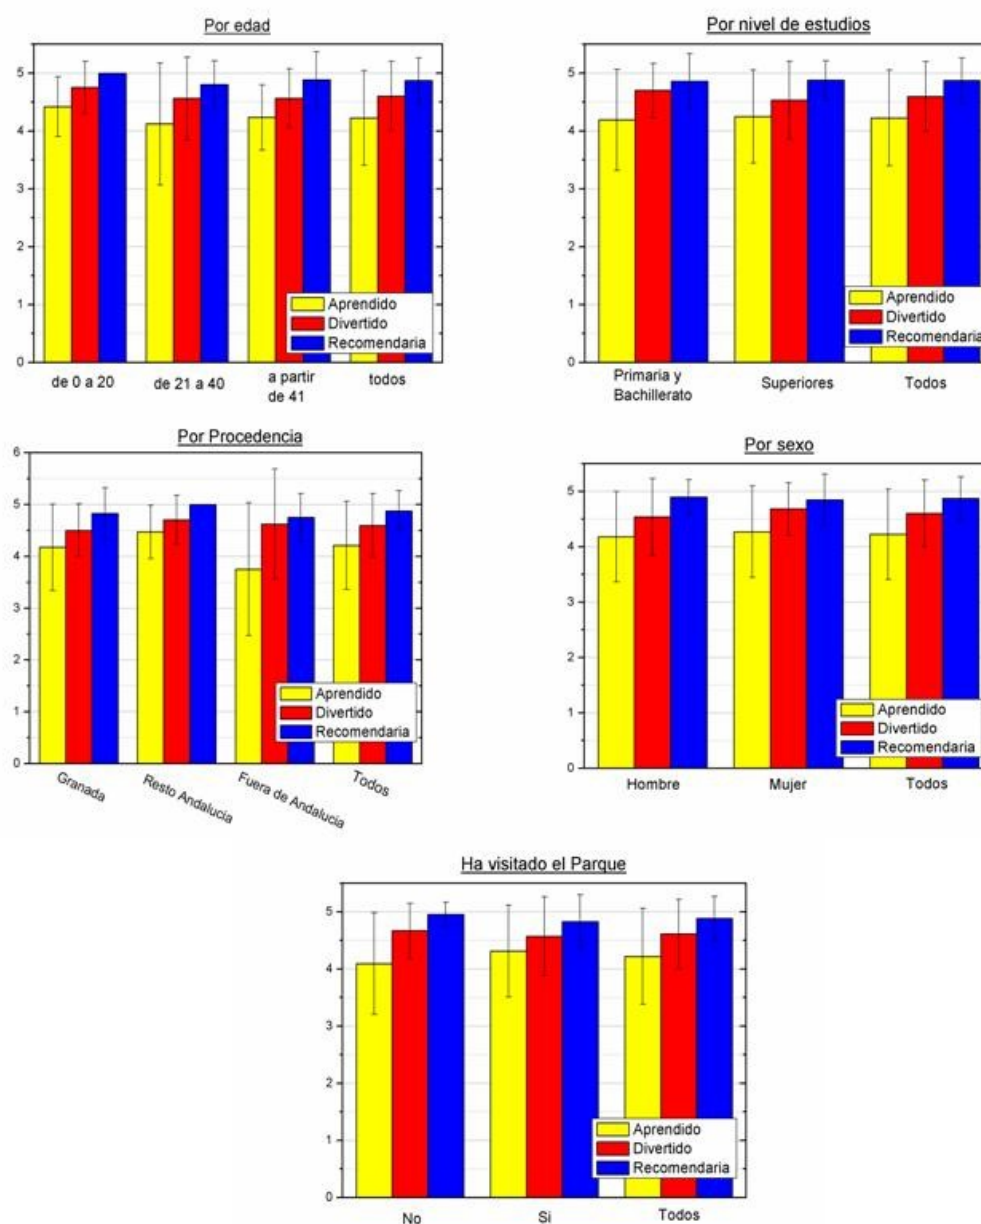 Por edad
5
4
3
2
1
0
Aprendido
Divertido
Recomendaria
de 0 a 20
de 21 a 40
a partir
de 41
todos
Por nivel de estudios
5
4
3
2
1
0
Aprendido
Divertido
Recomendaria
Primaria y
Bachillerato
Superiores
Todos
Por Procedencia
6
5
4
3
2
1
0
Aprendido
Divertido
Recomendaria
Granada
Resto Andalucia
Fuera de Andalucia
Todos
Por sexo
5
4
3
2
1
0
Aprendido
Divertido
Recomendaria
Hombre
Mujer
Todos
Ha visitado el Parque
5
4
3
2
1
0
Aprendido
Divertido
Recomendaria
No
Si
Todos